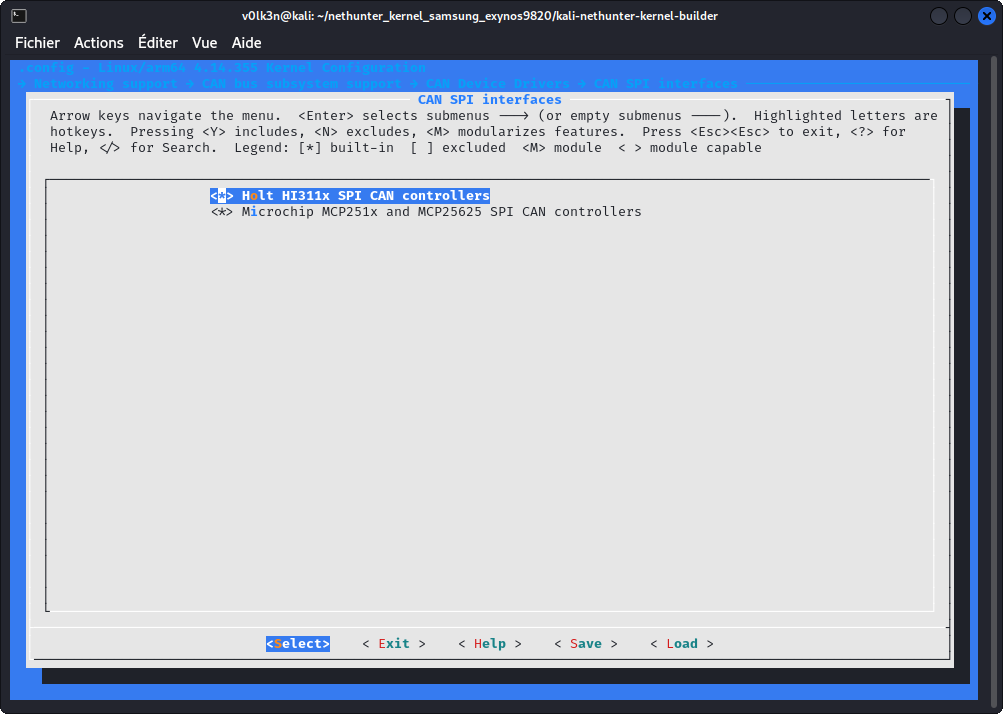 v0lk3n@kali: ~/nethunter_kernel_samsung_exynos9820/kali-nethunter-kernel-builder
Fichier Actions Éditer Vue Aide
.config - Linux/arm64 4.14.355 Kernel Configuration
→ Networking support → CAN bus subsystem support → CAN Device Drivers → CAN SPI interfaces
CAN SPI interfaces
Arrow keys navigate the menu. <Enter> selects submenus ---> (or empty submenus ----). Highlighted letters are
hotkeys. Pressing <Y> includes, <N> excludes, <M> modularizes features. Press <Esc><Esc> to exit, <?> for
Help, </> for Search. Legend: [*] built-in [ ] excluded <M> module < > module capable
<*> Holt HI311x SPI CAN controllers
<*> Microchip MCP251x and MCP25625 SPI CAN controllers
<Select> < Exit > < Help > < Save > < Load >